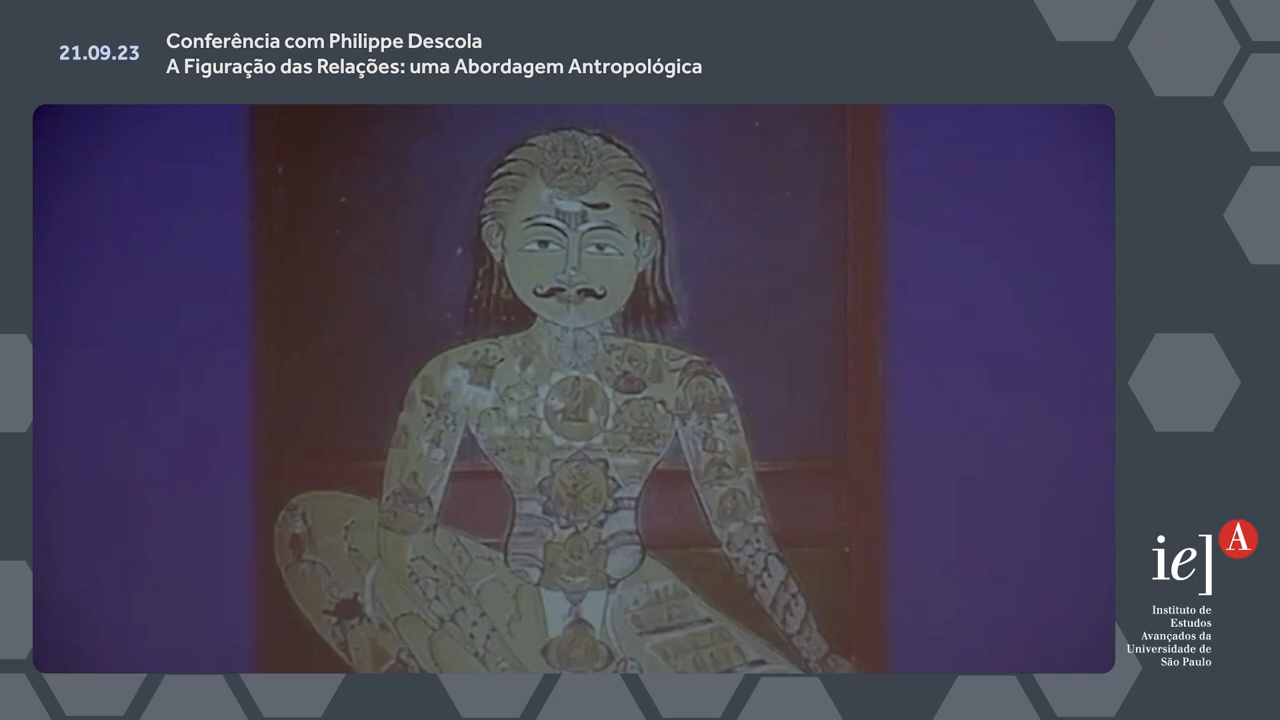 21.09.23
Conferência com Philippe Descola
A Figuração das Relações: uma Abordagem Antropológica
ieA
Instituto de
Estudos
Avançados da
Universidade de
São Paulo